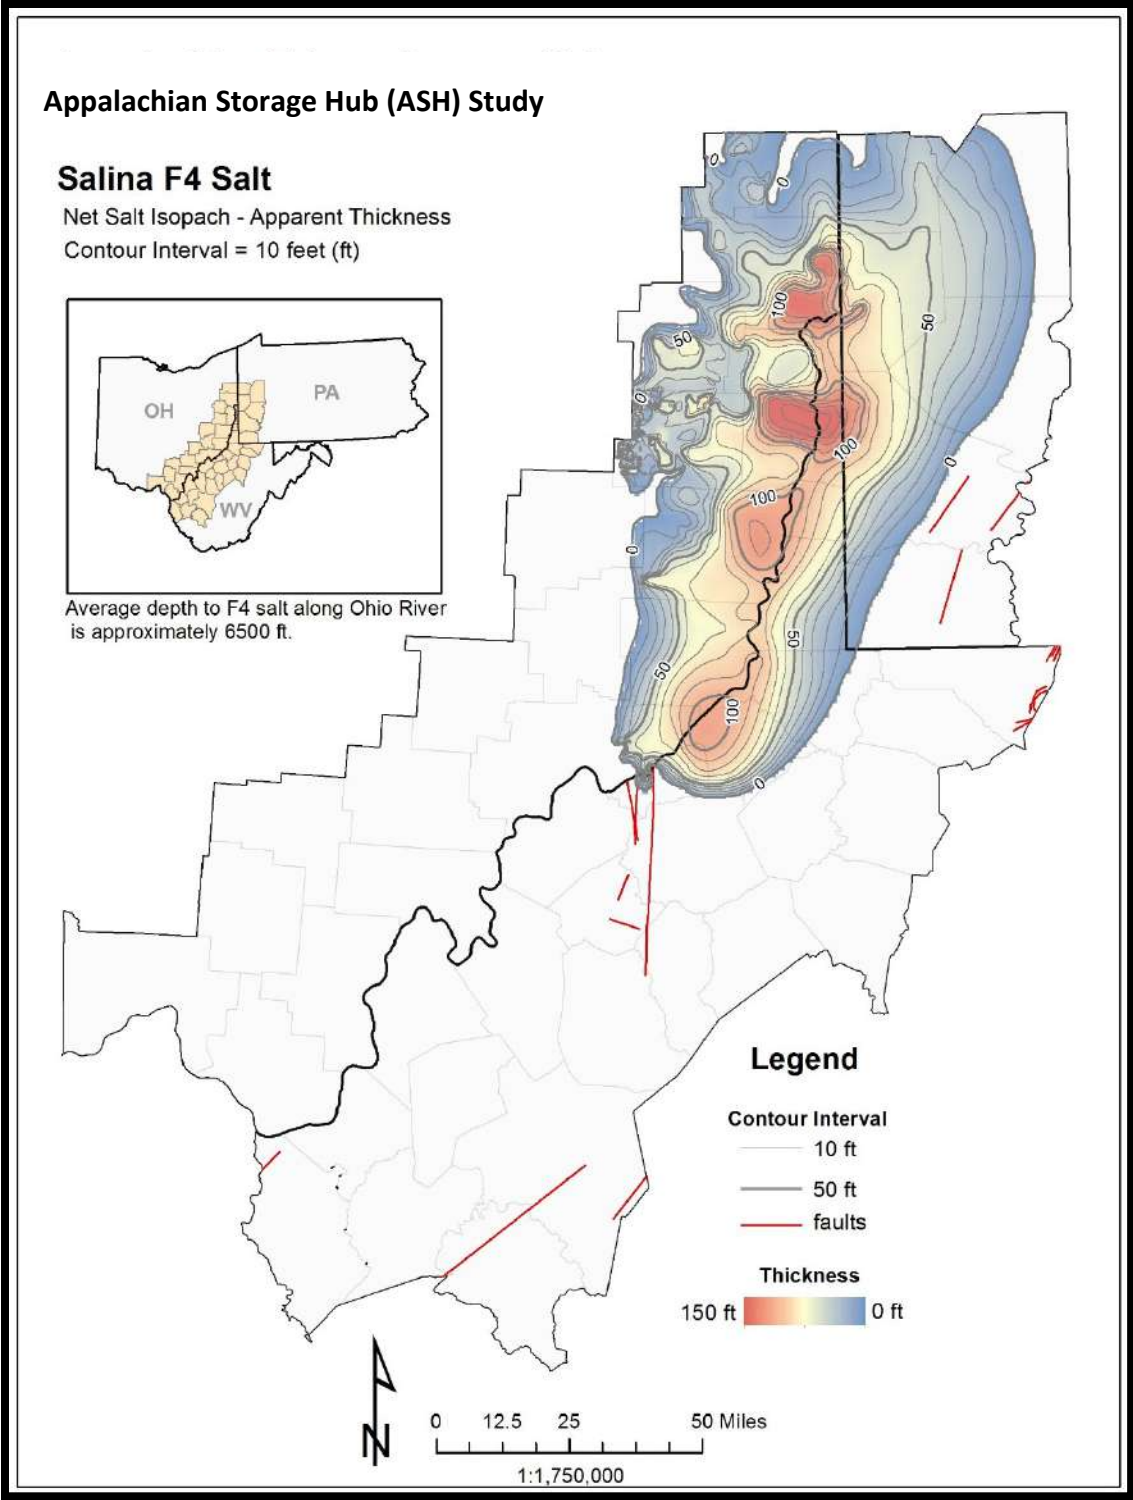 Appalachian Storage Hub (ASH) Study
Salina F4 Salt
Net Salt Isopach - Apparent Thickness
Contour Interval = 10 feet (ft)
OH
PA
WV
Average depth to F4 salt along Ohio River
is approximately 6500 ft.
0
0
100
50
50
0
0
100
100
0
50
50
100
0
Legend
Contour Interval
10 ft
50 ft
faults
Thickness
150 ft
0 ft
N
0 12.5 25 50 Miles
1:1,750,000